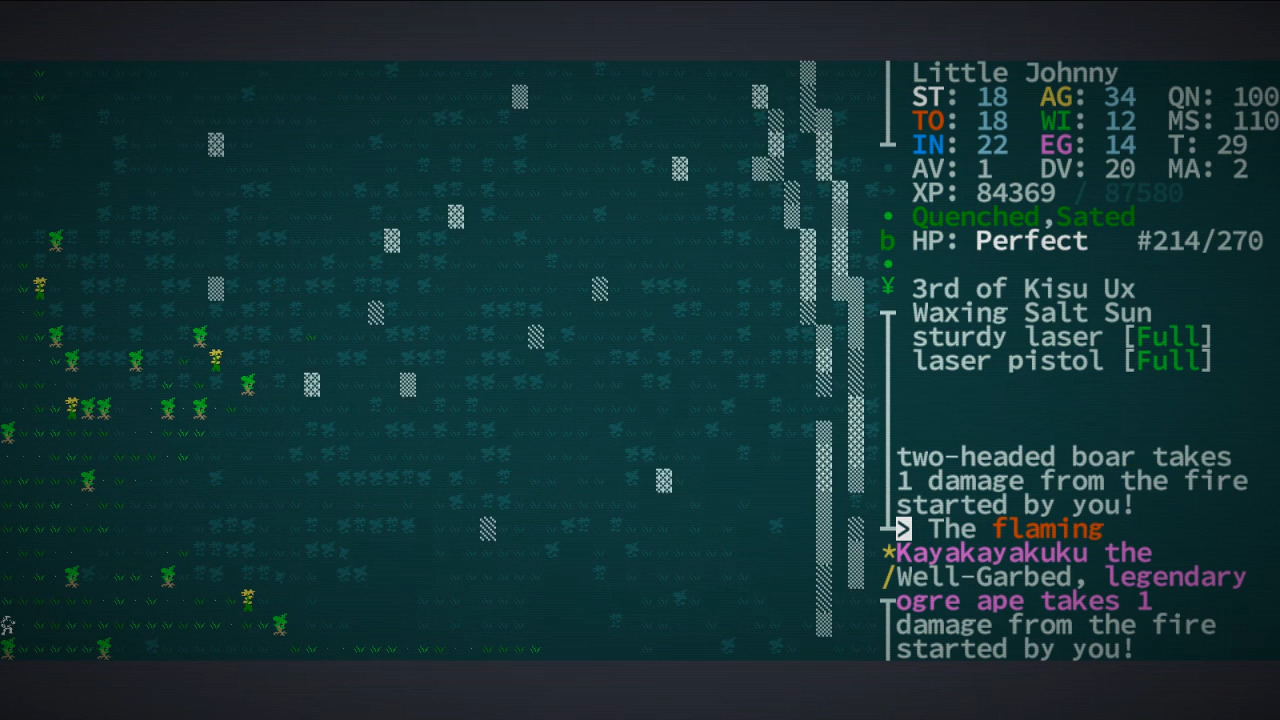 Little Johnny
ST: 18 AG: 34 QN: 100
TO: 18 WI: 12 MS: 110
IN: 22 EG: 14 T: 29
AV: 1 DV: 20 MA: 2
XP: 84369 / 87580
Quenched,Sated
b HP: Perfect #214/270
¥ 3rd of Kisu Ux
Waxing Salt Sun
sturdy laser [Full]
laser pistol [Full]
two-headed boar takes
1 damage from the fire
started by you!
> The flaming
*Kayakayakuku the
/Well-Garbed, legendary
ogre ape takes 1
damage from the fire
started by you!